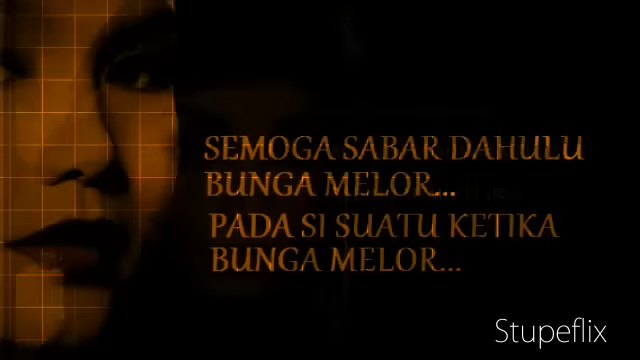 SEMOGA SABAR DAHULU
BUNGA MELOR...
PADA SI SUATU KETIKA
BUNGA MELOR...
Stupeflix